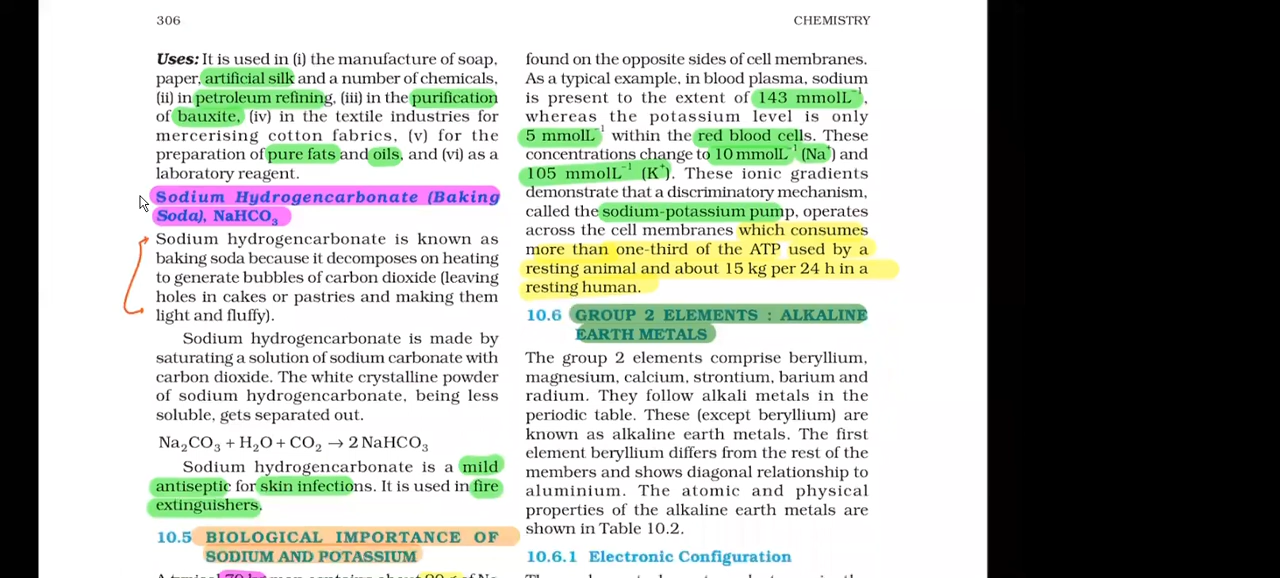 306
CHEMISTRY
Uses: It is used in (i) the manufacture of soap,
paper, artificial silk and a number of chemicals,
(ii) in petroleum refining, (iii) in the purification
of bauxite, (iv) in the textile industries for
mercerising cotton fabrics, (v) for the
preparation of pure fats and oils, and (vi) as a
laboratory reagent.
Sodium Hydrogencarbonate (Baking
Soda), NaHCO₃
Sodium hydrogencarbonate is known as
baking soda because it decomposes on heating
to generate bubbles of carbon dioxide (leaving
holes in cakes or pastries and making them
light and fluffy).
Sodium hydrogencarbonate is made by
saturating a solution of sodium carbonate with
carbon dioxide. The white crystalline powder
of sodium hydrogencarbonate, being less
soluble, gets separated out.
Na₂CO₃ + H₂O + CO₂ → 2 NaHCO₃
Sodium hydrogencarbonate is a mild
antiseptic for skin infections. It is used in fire
extinguishers.
10.5 BIOLOGICAL IMPORTANCE OF
SODIUM AND POTASSIUM
found on the opposite sides of cell membranes.
As a typical example, in blood plasma, sodium
is present to the extent of 143 mmolL⁻¹,
whereas the potassium level is only
5 mmolL⁻¹ within the red blood cells. These
concentrations change to 10 mmolL⁻¹ (Na⁺) and
105 mmolL⁻¹ (K⁺). These ionic gradients
demonstrate that a discriminatory mechanism,
called the sodium-potassium pump, operates
across the cell membranes which consumes
more than one-third of the ATP used by a
resting animal and about 15 kg per 24 h in a
resting human.
10.6 GROUP 2 ELEMENTS : ALKALINE
EARTH METALS
The group 2 elements comprise beryllium,
magnesium, calcium, strontium, barium and
radium. They follow alkali metals in the
periodic table. These (except beryllium) are
known as alkaline earth metals. The first
element beryllium differs from the rest of the
members and shows diagonal relationship to
aluminium. The atomic and physical
properties of the alkaline earth metals are
shown in Table 10.2.
10.6.1 Electronic Configuration